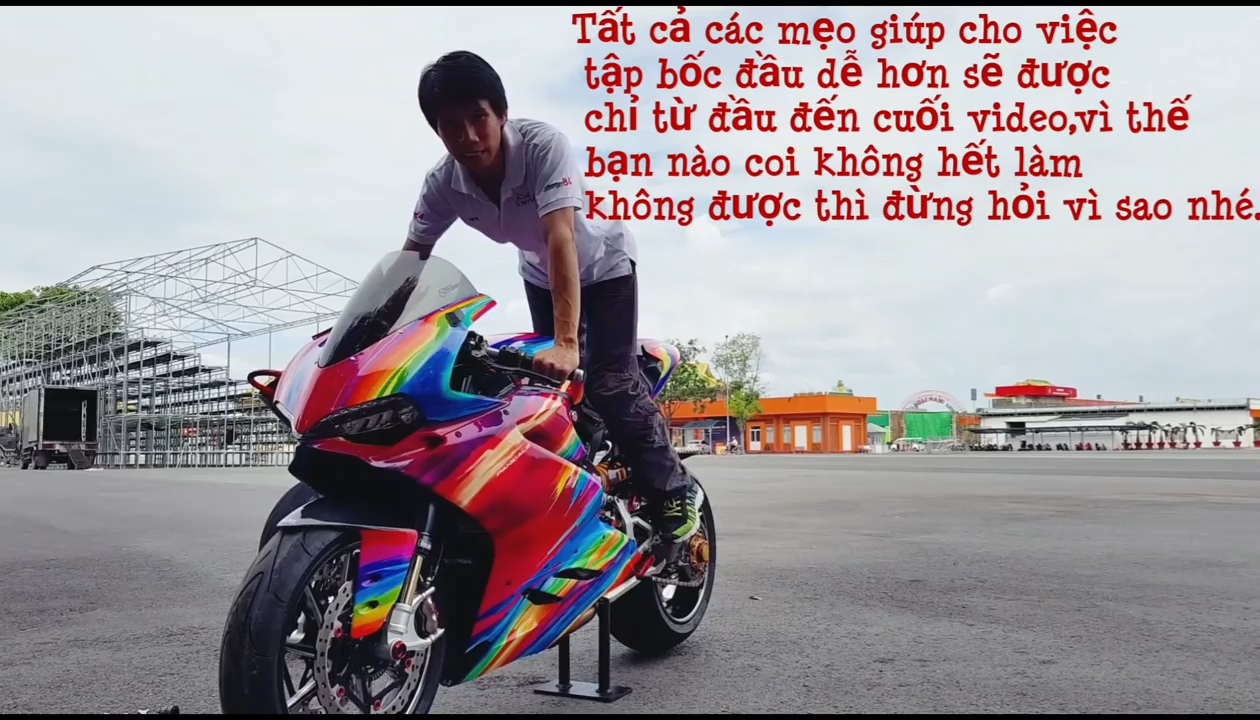 Tất cả các mẹo giúp cho việc
tập bốc đầu dễ hơn sẽ được
chỉ từ đầu đến cuối video,vì thế
bạn nào coi không hết làm
không được thì đừng hỏi vì sao nhé.